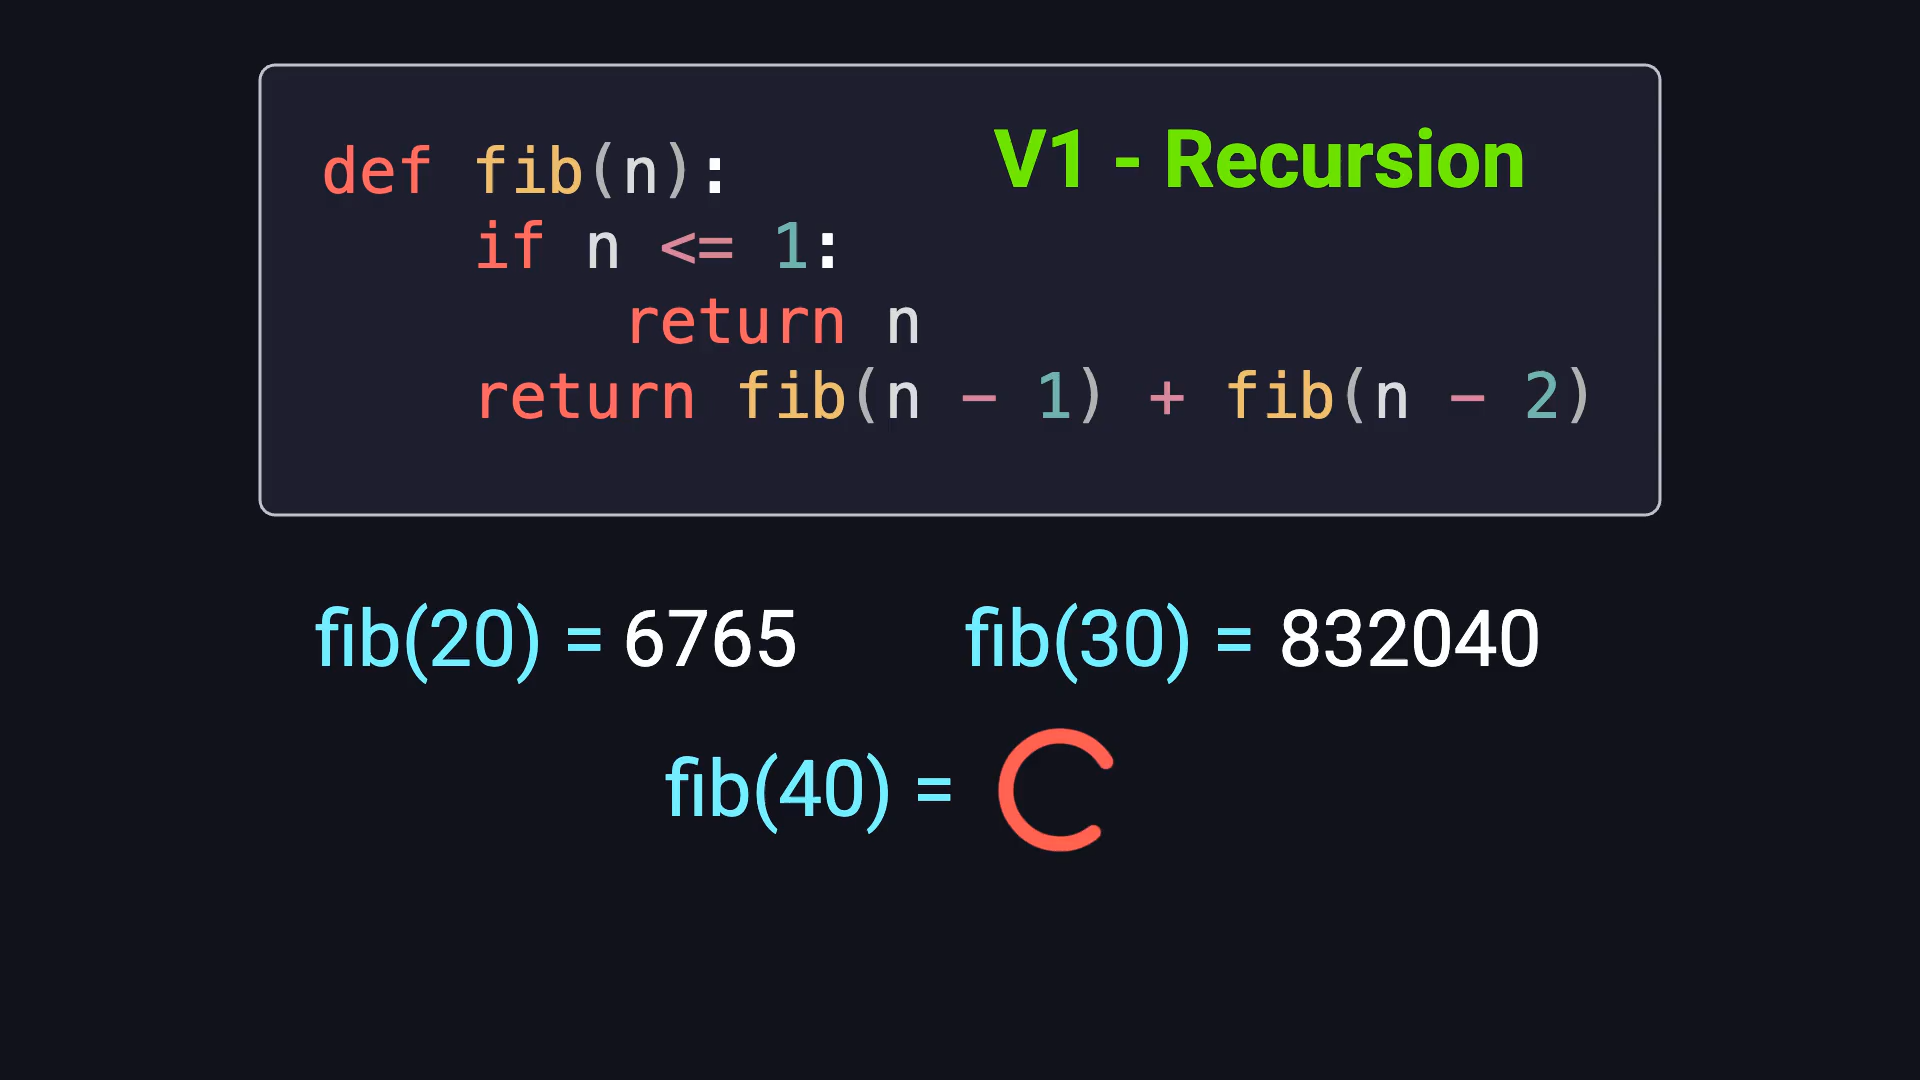 def fib(n):
V1 - Recursion
    if n <= 1:
        return n
    return fib(n - 1) + fib(n - 2)
fib(20) = 6765
fib(30) = 832040
fib(40) =